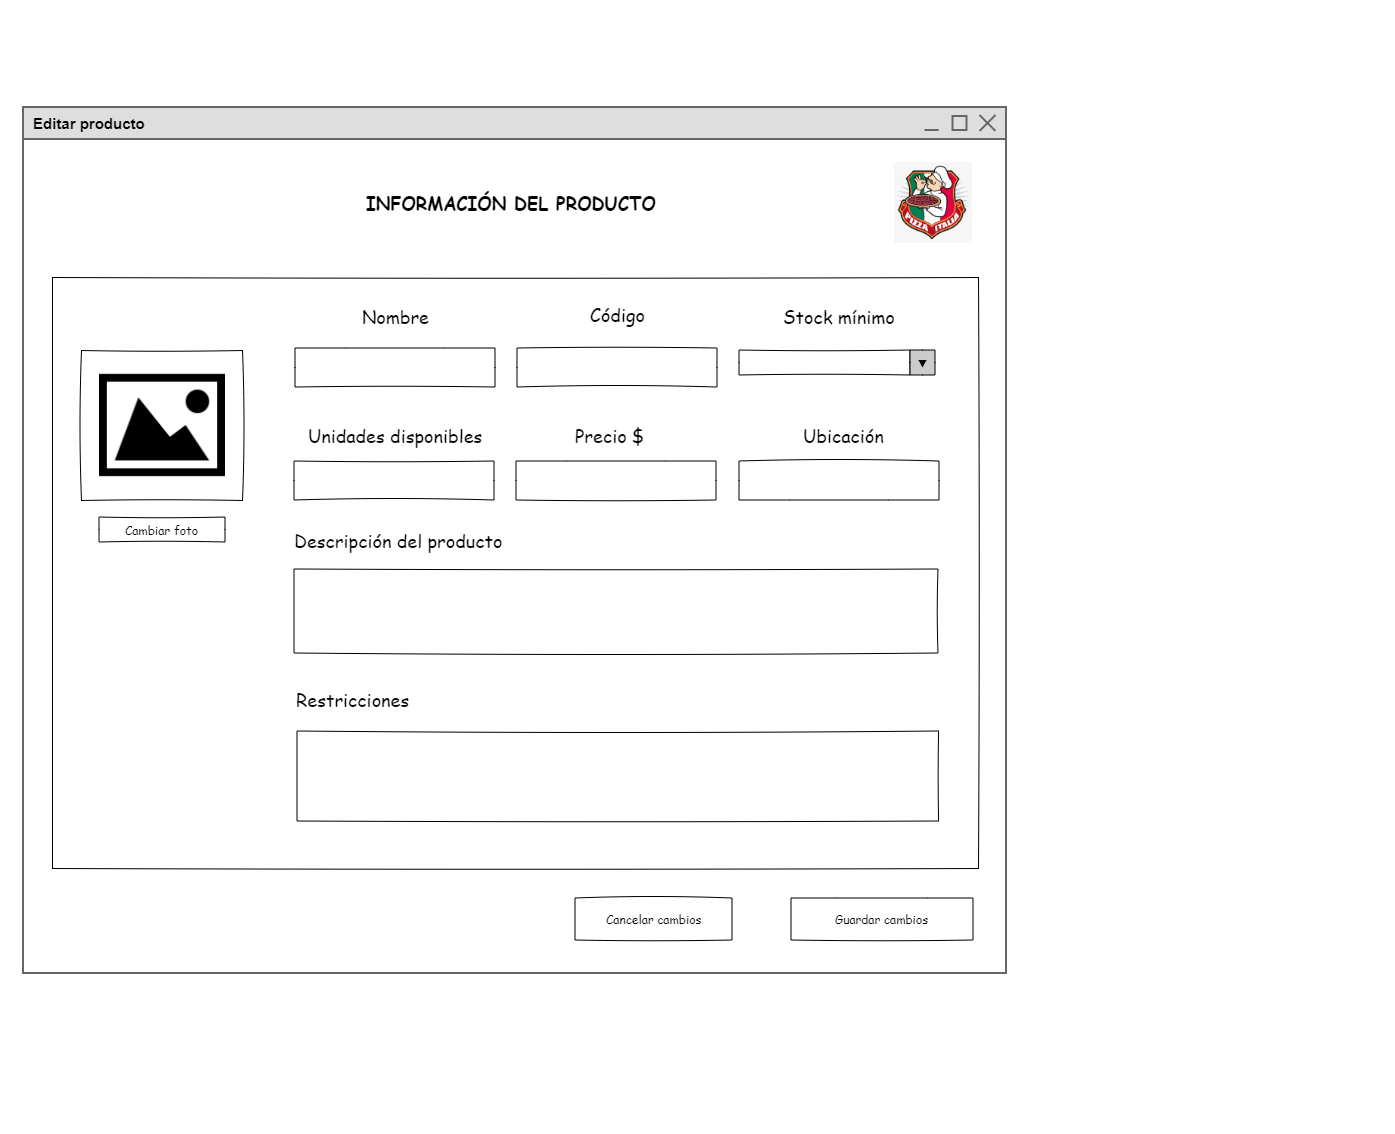 Editar producto
INFORMACIÓN DEL PRODUCTO
PIZZA ITALIA
Nombre
Código
Stock mínimo
Unidades disponibles
Precio $
Ubicación
Cambiar foto
Descripción del producto
Restricciones
Cancelar cambios
Guardar cambios